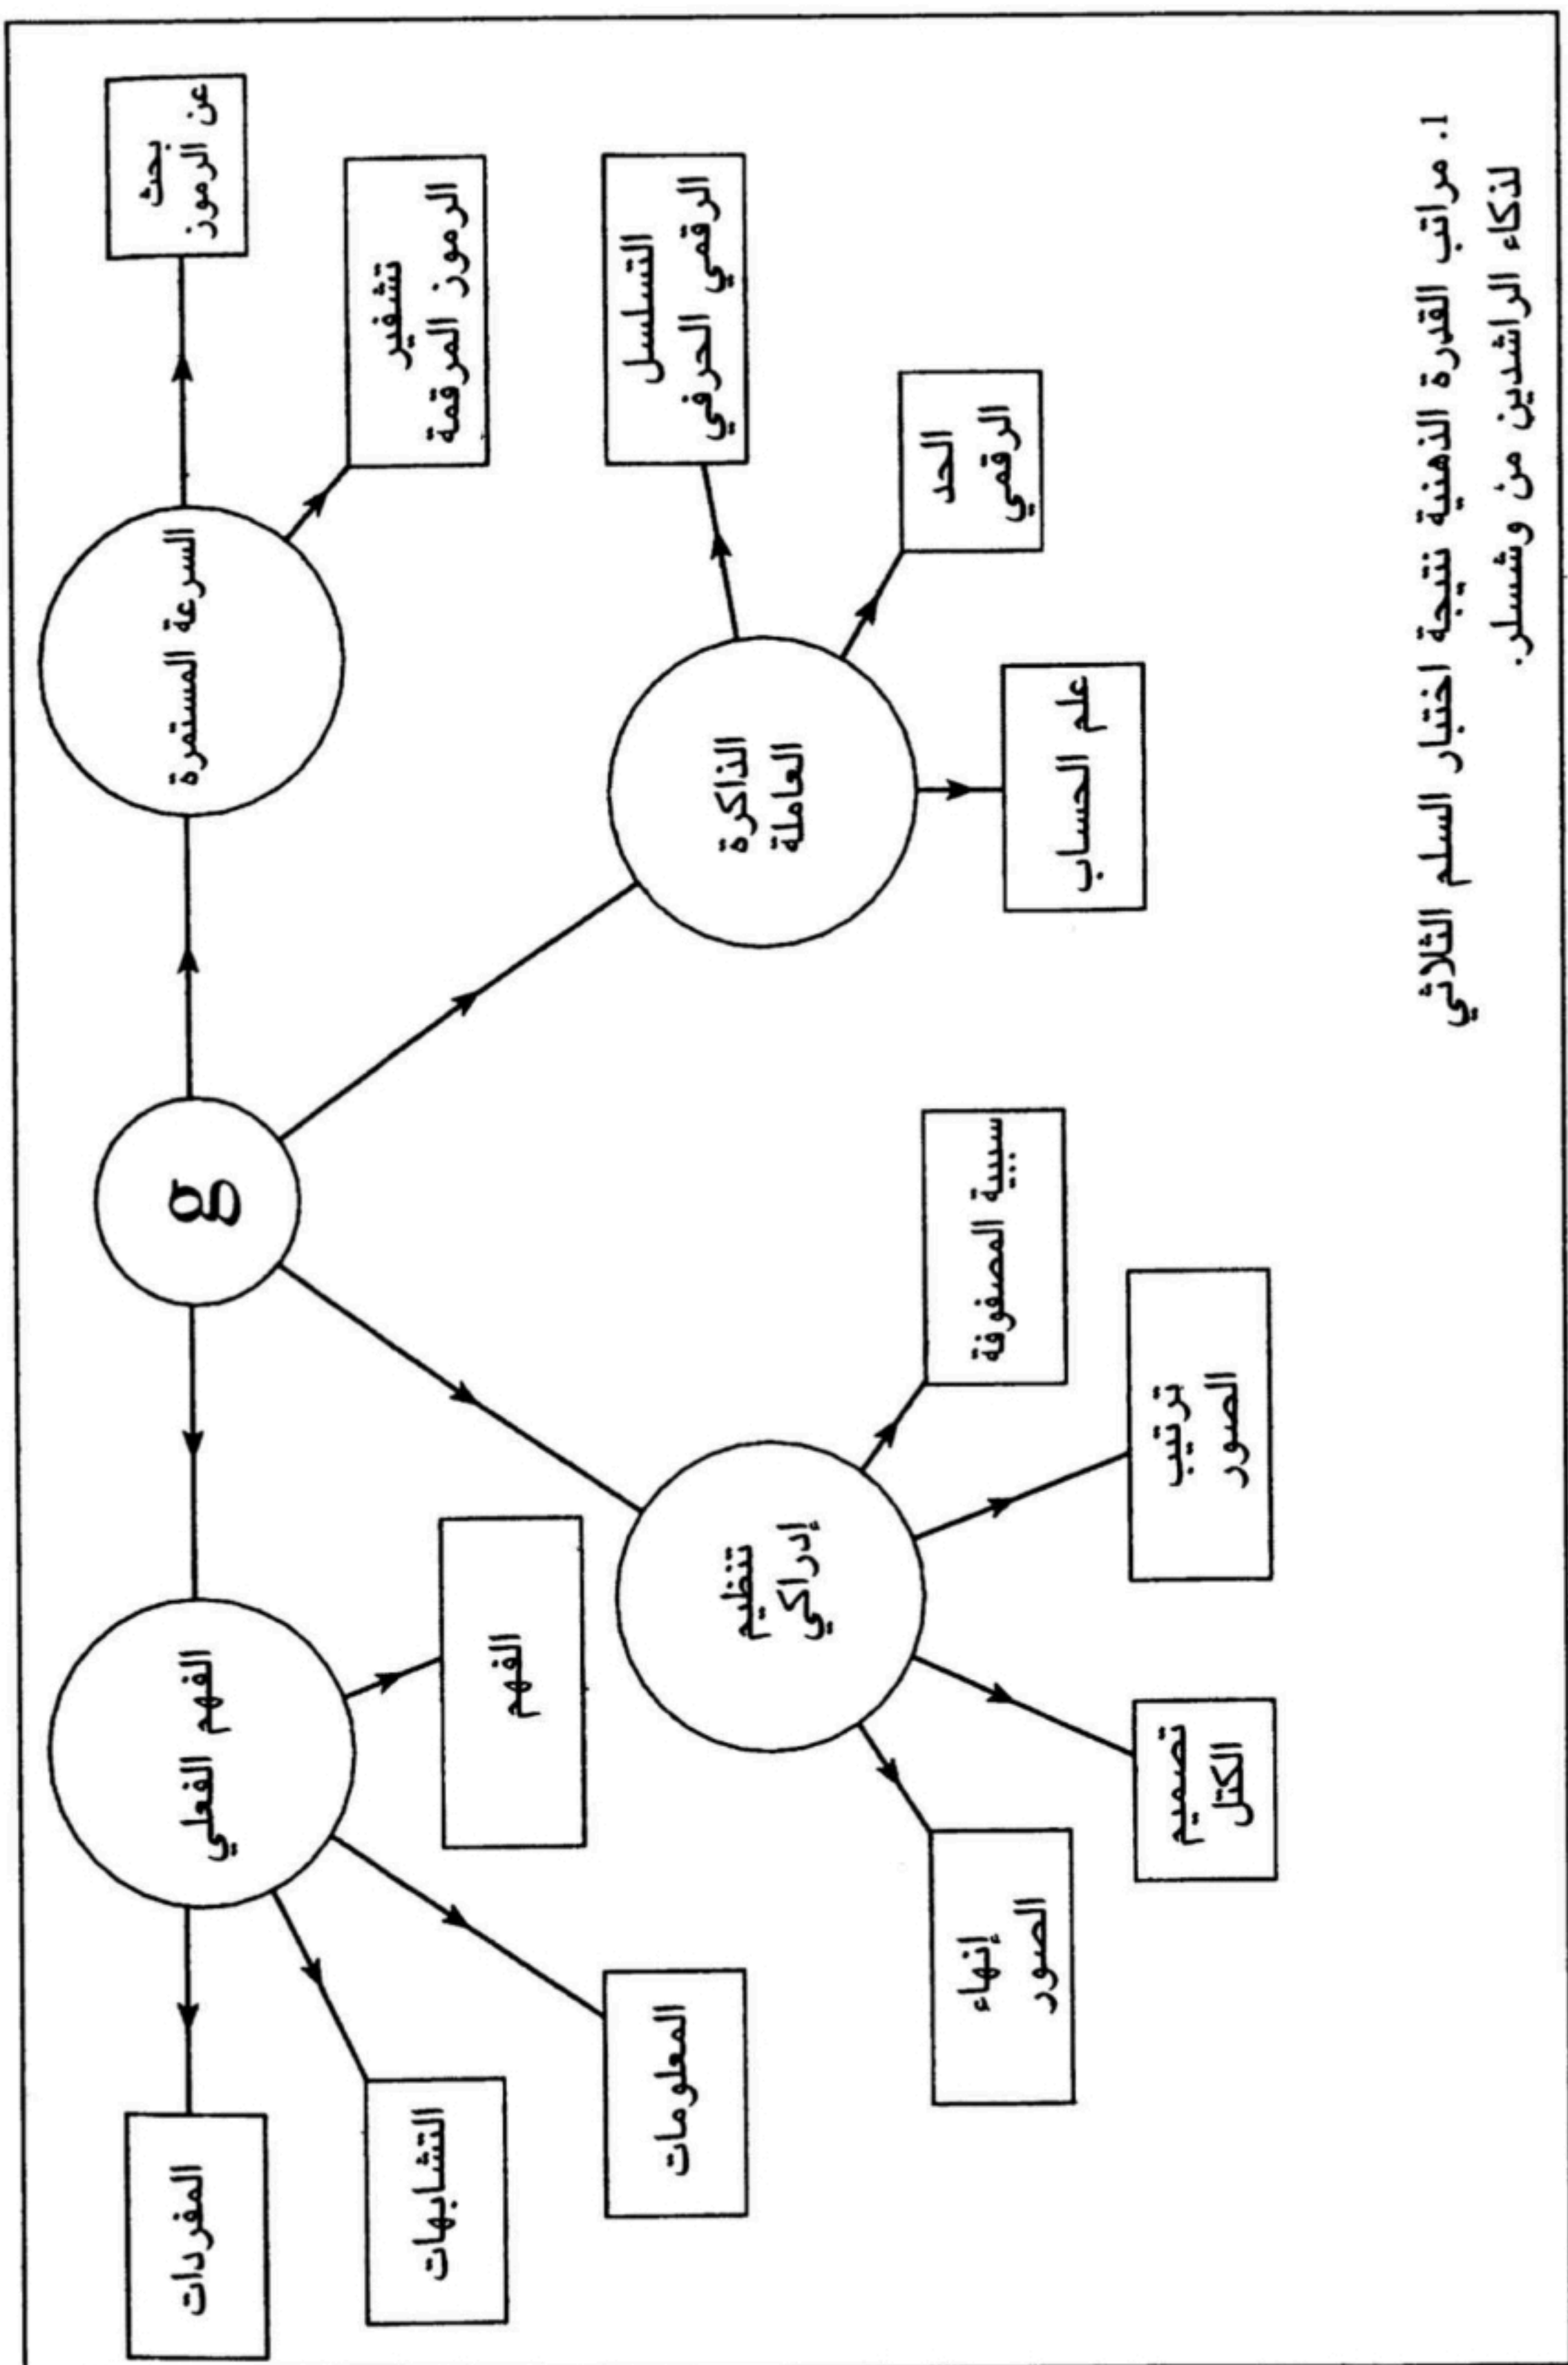 g
السرعة المستمرة
بحث
عن الرموز
تشفير
الرموز المرقمة
الذاكرة
العاملة
التسلسل
الرقمي الحرفي
الحد
الرقمي
علم الحساب
تنظيم
إدراكي
سببية المصفوفة
ترتيب
الصور
تصميم
الكتل
إنهاء
الصور
الفهم الفعلي
الفهم
المعلومات
التشابهات
المفردات
1. مراتب القدرة الذهنية نتيجة اختبار السلم الثلاثي
لذكاء الراشدين من وشسلر.